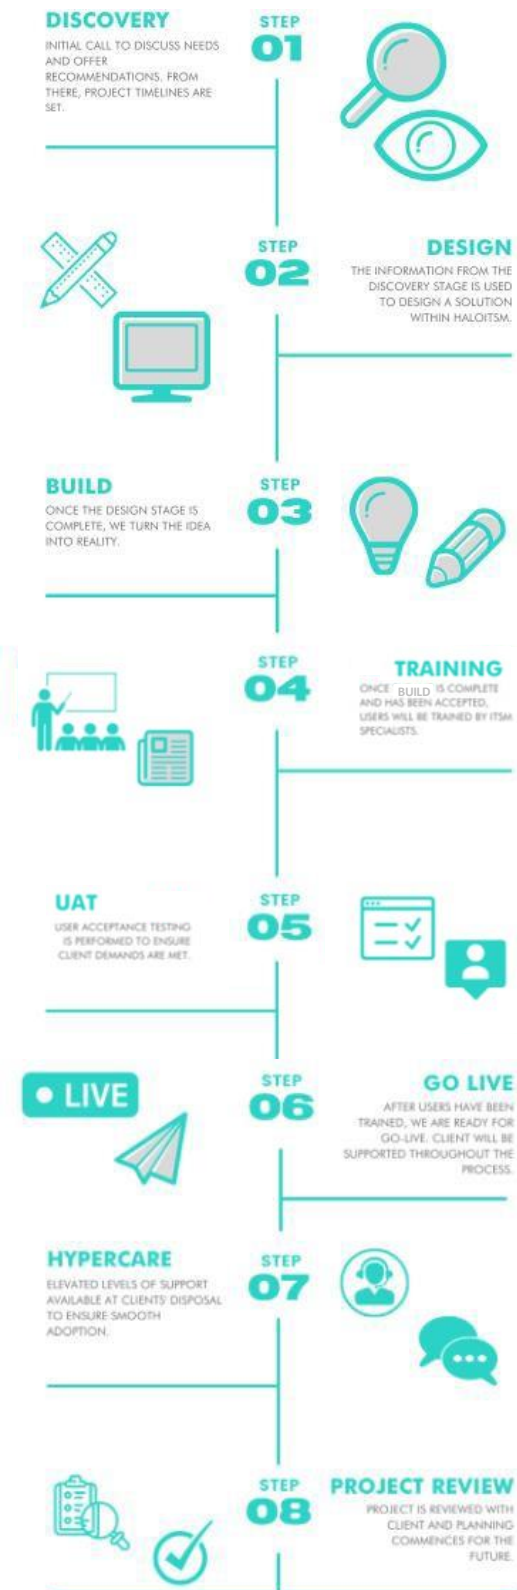 DISCOVERY
INITIAL CALL TO DISCUSS NEEDS
AND OFFER
RECOMMENDATIONS. FROM
THERE, PROJECT TIMELINES ARE
SET.
STEP
01
STEP
02
DESIGN
THE INFORMATION FROM THE
DISCOVERY STAGE IS USED
TO DESIGN A SOLUTION
WITHIN HALOITSM.
BUILD
ONCE THE DESIGN STAGE IS
COMPLETE, WE TURN THE IDEA
INTO REALITY.
STEP
03
STEP
04
TRAINING
ONCE BUILD IS COMPLETE
AND HAS BEEN ACCEPTED,
USERS WILL BE TRAINED BY ITSM
SPECIALISTS.
UAT
USER ACCEPTANCE TESTING
IS PERFORMED TO ENSURE
CLIENT DEMANDS ARE MET.
STEP
05
LIVE
STEP
06
GO LIVE
AFTER USERS HAVE BEEN
TRAINED, WE ARE READY FOR
GO-LIVE. CLIENT WILL BE
SUPPORTED THROUGHOUT THE
PROCESS.
HYPERCARE
ELEVATED LEVELS OF SUPPORT
AVAILABLE AT CLIENTS' DISPOSAL
TO ENSURE SMOOTH
ADOPTION.
STEP
07
STEP
08
PROJECT REVIEW
PROJECT IS REVIEWED WITH
CLIENT AND PLANNING
COMMENCES FOR THE
FUTURE.